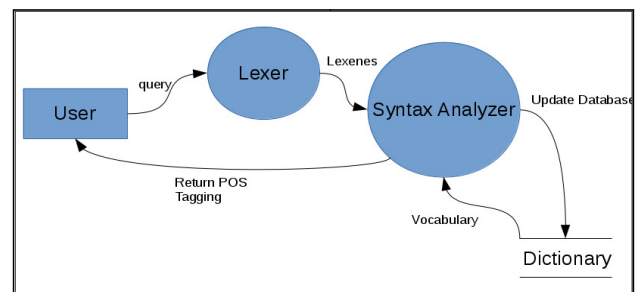 User
query
Lexer
Lexenes
Syntax Analyzer
Update Database
Return POS
Tagging
Vocabulary
Dictionary